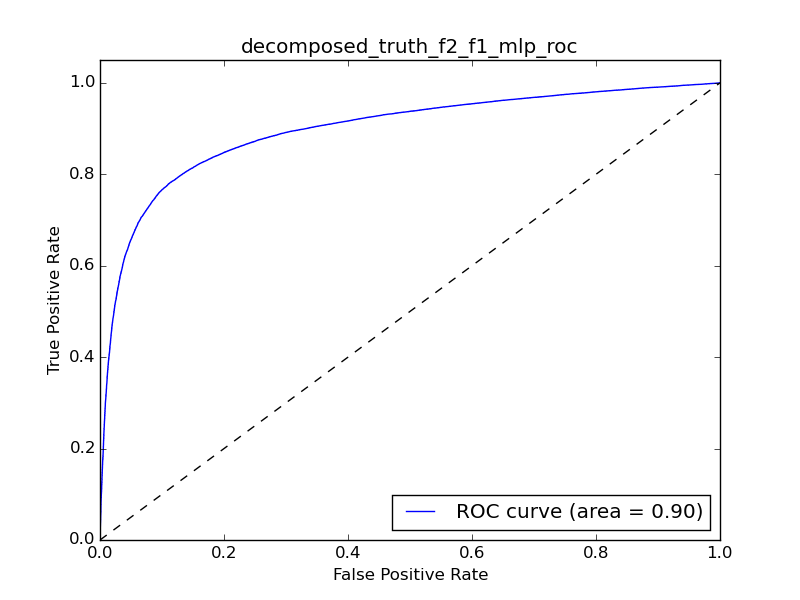 decomposed_truth_f2_f1_mlp_roc
1.0
0.8
0.6
0.4
0.2
0.0
True Positive Rate
ROC curve (area = 0.90)
0.0 0.2 0.4 0.6 0.8 1.0
False Positive Rate